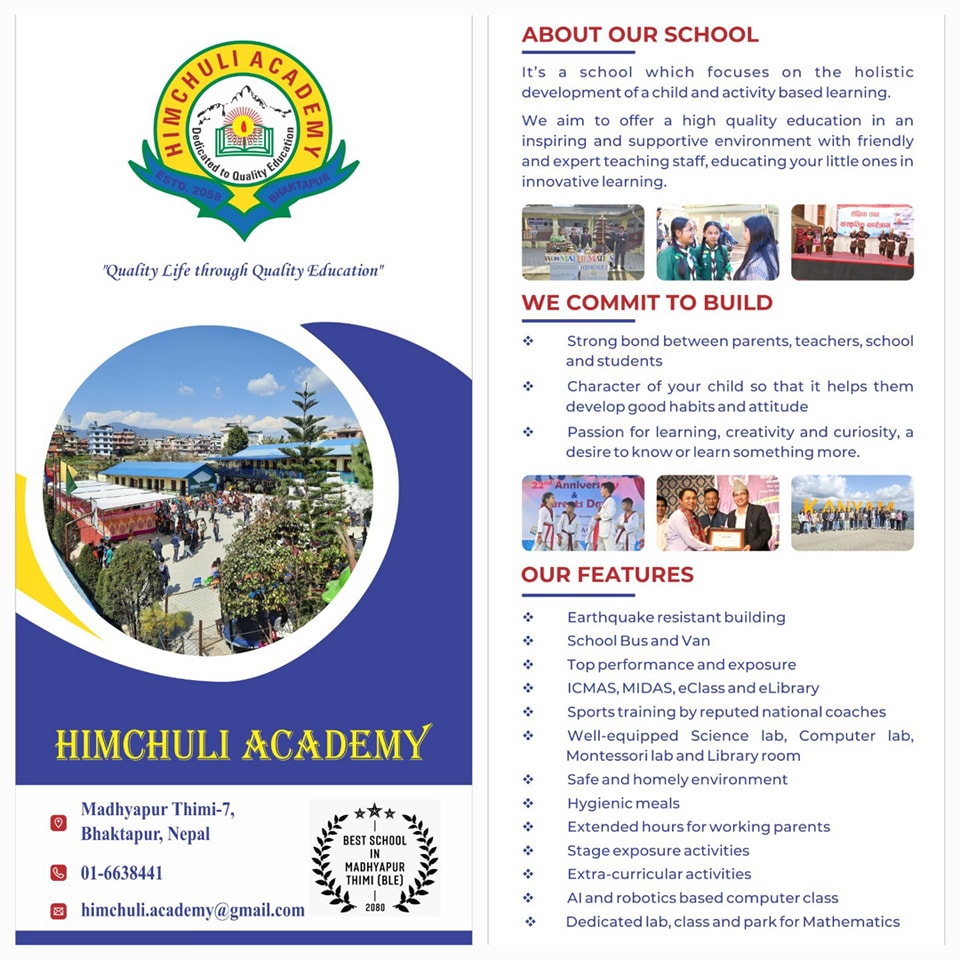 HIMCHULI ACADEMY
Dedicated to Quality Education
ESTD. 2059
BHAKTAPUR
"Quality Life through Quality Education"
HIMCHULI ACADEMY
Madhyapur Thimi-7,
Bhaktapur, Nepal
01-6638441
himchuli.academy@gmail.com
BEST SCHOOL
IN
MADHYAPUR
THIMI (BLE)
2080
ABOUT OUR SCHOOL
It's a school which focuses on the holistic
development of a child and activity based learning.
We aim to offer a high quality education in an
inspiring and supportive environment with friendly
and expert teaching staff, educating your little ones in
innovative learning.
MATHEMATICS
HIMCHULI
शैक्षिक तथा
सांस्कृतिक कार्यक्रम
WE COMMIT TO BUILD
❖ Strong bond between parents, teachers, school
and students
❖ Character of your child so that it helps them
develop good habits and attitude
❖ Passion for learning, creativity and curiosity, a
desire to know or learn something more.
22nd Anniversary
&
Parents Day
OUR FEATURES
❖ Earthquake resistant building
❖ School Bus and Van
❖ Top performance and exposure
❖ ICMAS, MIDAS, eClass and eLibrary
❖ Sports training by reputed national coaches
❖ Well-equipped Science lab, Computer lab,
Montessori lab and Library room
❖ Safe and homely environment
❖ Hygienic meals
❖ Extended hours for working parents
❖ Stage exposure activities
❖ Extra-curricular activities
❖ AI and robotics based computer class
❖ Dedicated lab, class and park for Mathematics